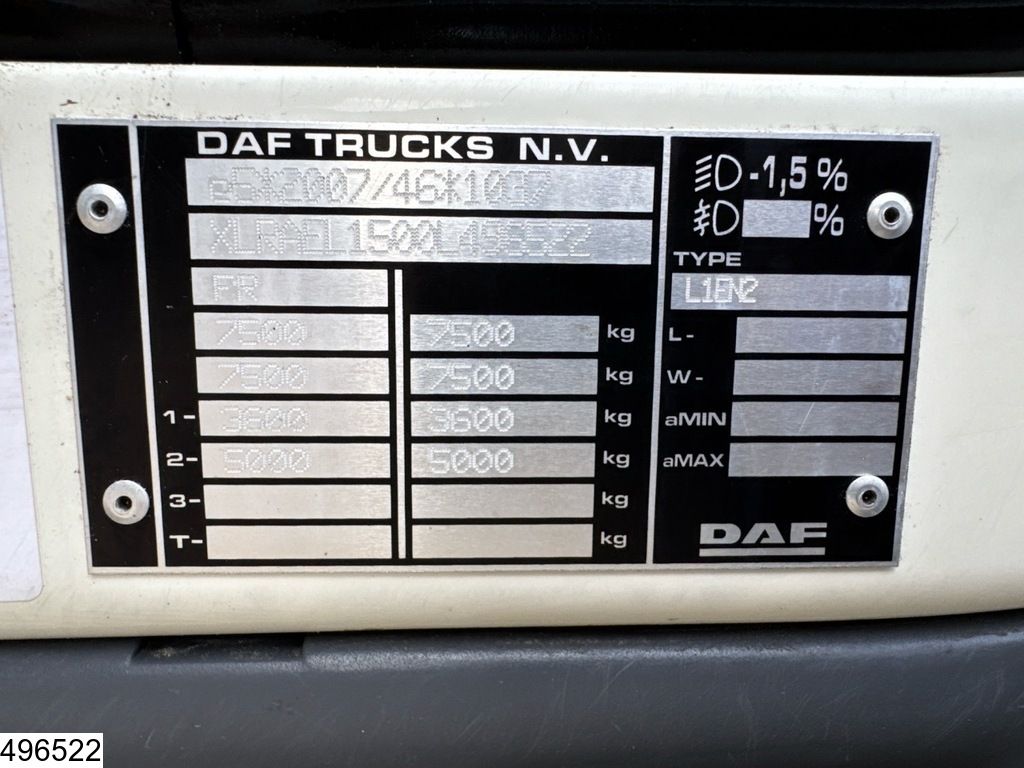 DAF TRUCKS N.V.
e5*2007/46*1037
XLRAEL1500L496522
FR
7500 7500 kg
7500 7500 kg
1- 3600 3600 kg
2- 5000 5000 kg
3- kg
T- kg
-1,5 %
%
TYPE
L1EN2
L-
W-
aMIN
aMAX
DAF
496522